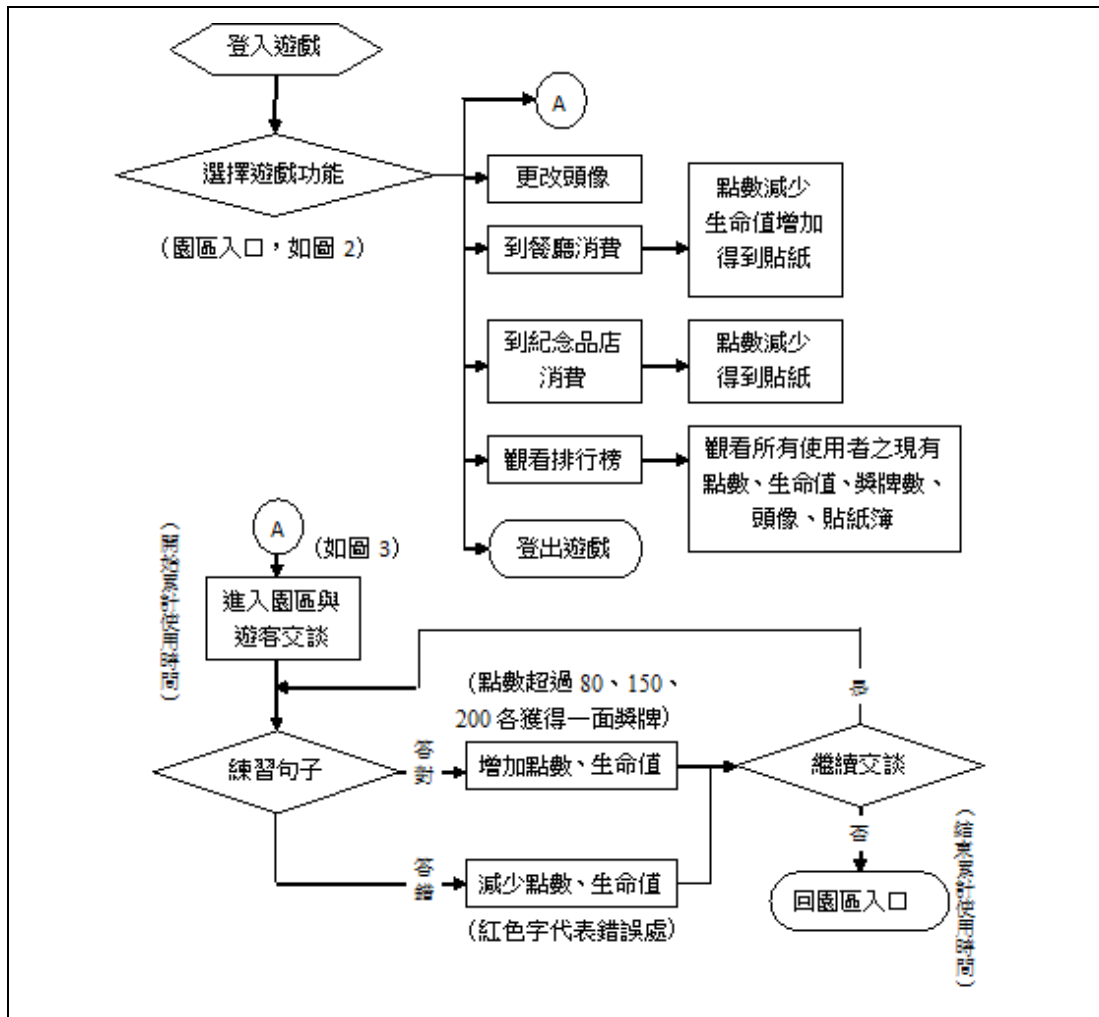 登入遊戲
A
選擇遊戲功能
(園區入口，如圖 2)
更改頭像
到餐廳消費
點數減少
生命值增加
得到貼紙
到紀念品店
消費
點數減少
得到貼紙
觀看排行榜
觀看所有使用者之現有
點數、生命值、獎牌數、
頭像、貼紙簿
登出遊戲
A
(如圖 3)
(開始累計使用時間)
進入園區與
遊客交談
(點數超過 80、150、
200 各獲得一面獎牌)
是
練習句子
答對
增加點數、生命值
繼續交談
答錯
減少點數、生命值
(紅色字代表錯誤處)
否
回園區入口
(結束累計使用時間)